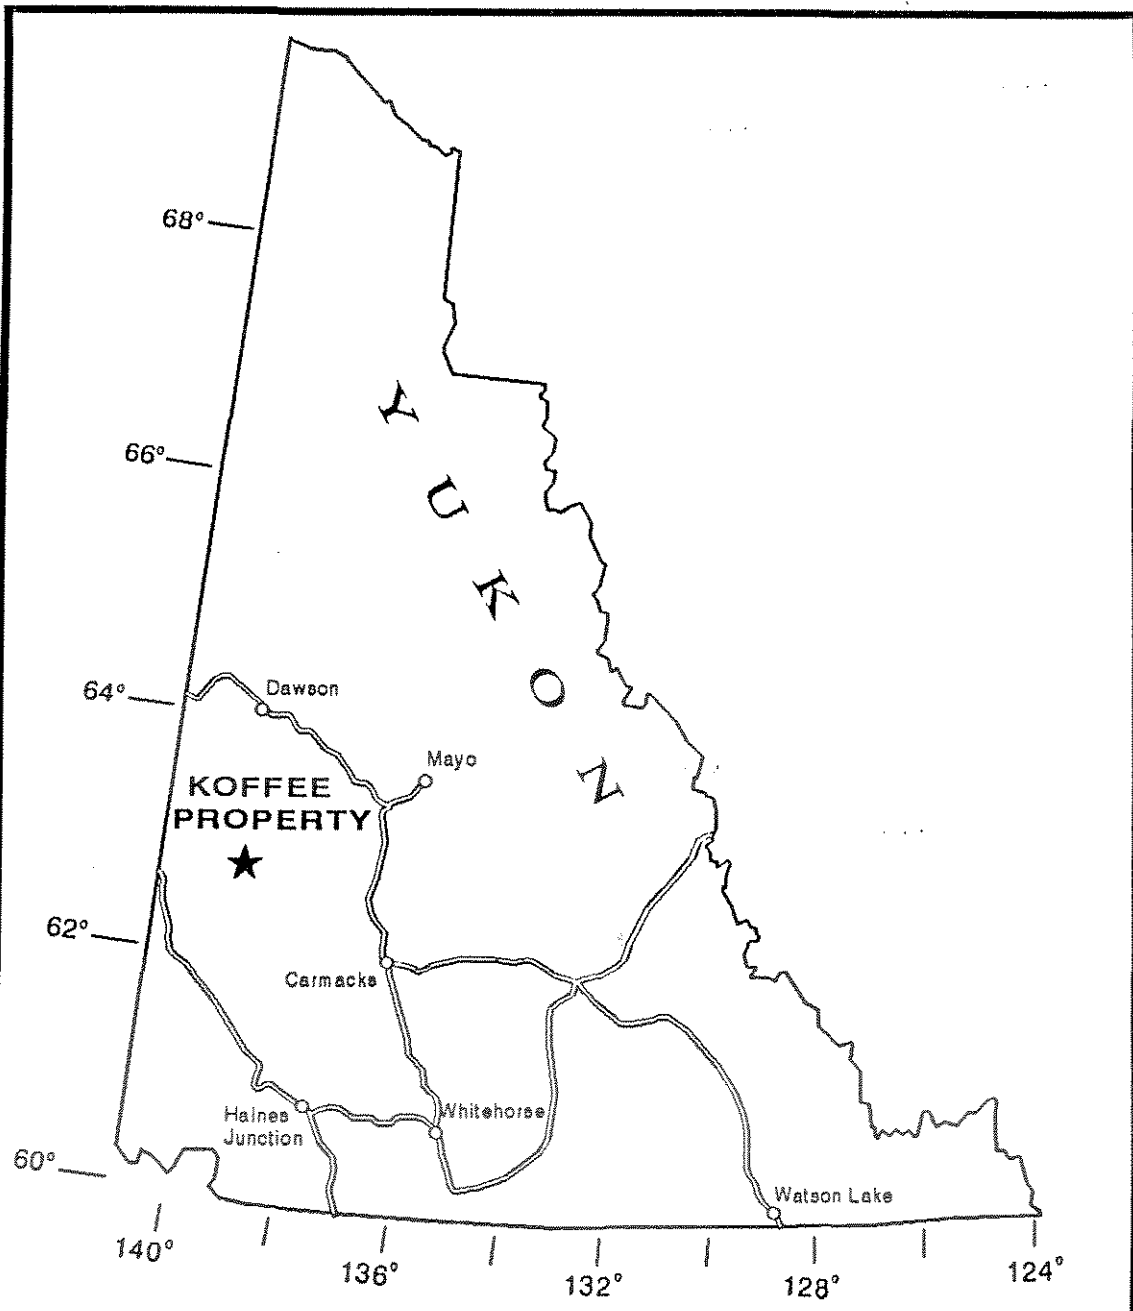 68°
Y
66°
U
K
O
64°
Dawson
Mayo
N
KOFFEE
PROPERTY
62°
Carmacks
Haines
Junction
Whitehorse
60°
Watson Lake
140°
136°
132°
128°
124°